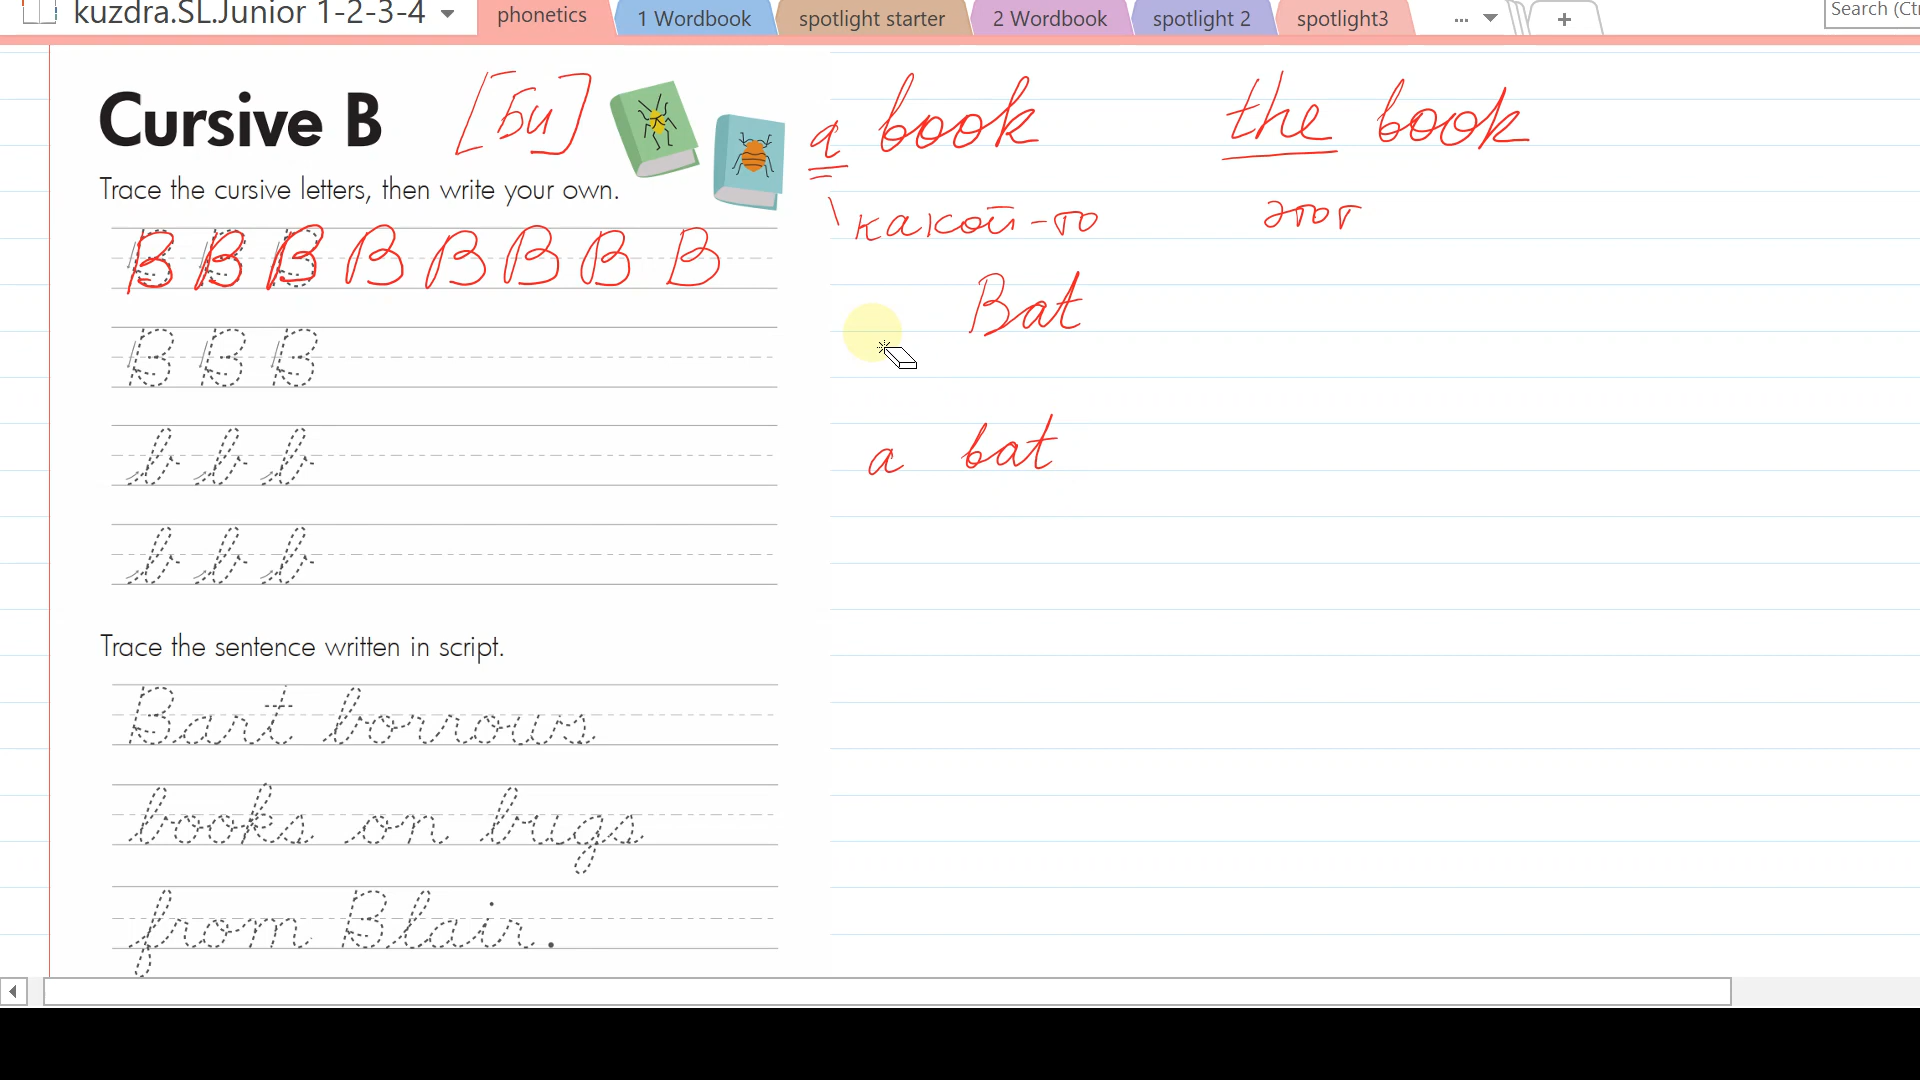 kuzdra.SL.Junior 1-2-3-4 phonetics 1 Wordbook spotlight starter 2 Wordbook spotlight 2 spotlight3 ... +
Cursive B [Би] a book the book
Trace the cursive letters, then write your own.
какой-то этот
B B B B B B B B
Bat
B B B
a bat
b b b
b b b
Trace the sentence written in script.
Bart borrows
books on bugs
from Blair.